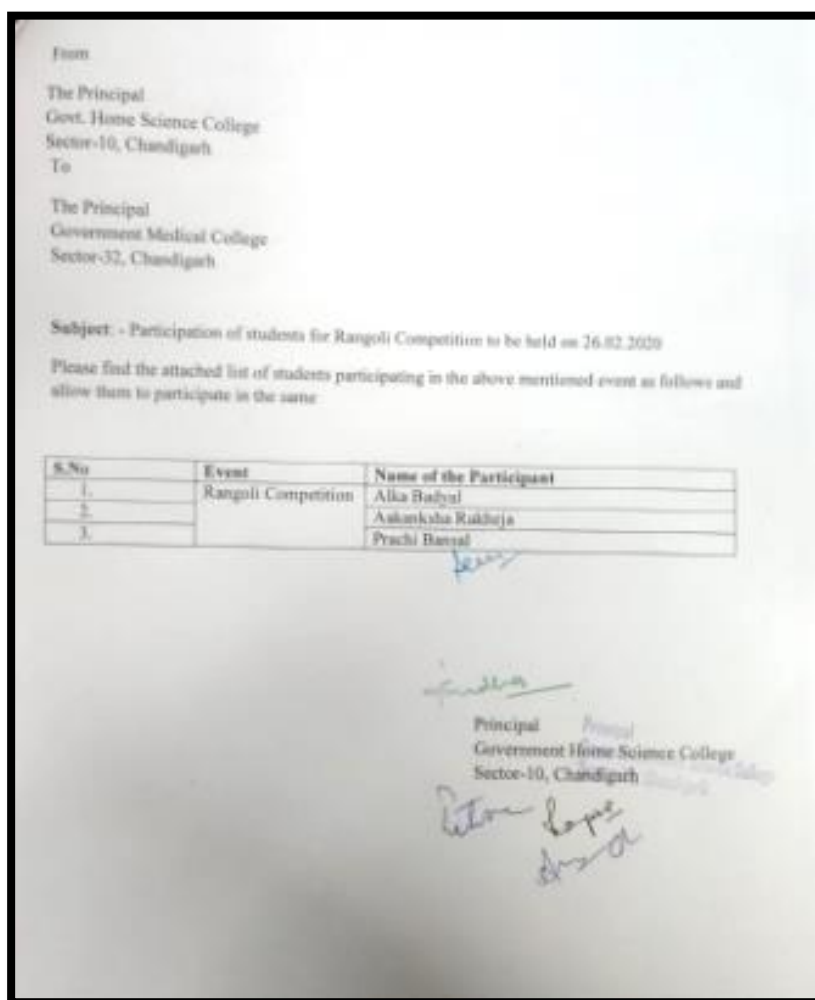 From
The Principal
Govt. Home Science College
Sector-10, Chandigarh
To
The Principal
Government Medical College
Sector-32, Chandigarh
Subject: - Participation of students for Rangoli Competition to be held on 26.02.2020
Please find the attached list of students participating in the above mentioned event as follows and
allow them to participate in the same
S.No Event Name of the Participant
1. Rangoli Competition Alka Badyal
2. Aakanksha Rakheja
3. Prachi Bansal
Principal
Government Home Science College
Sector-10, Chandigarh
Principal